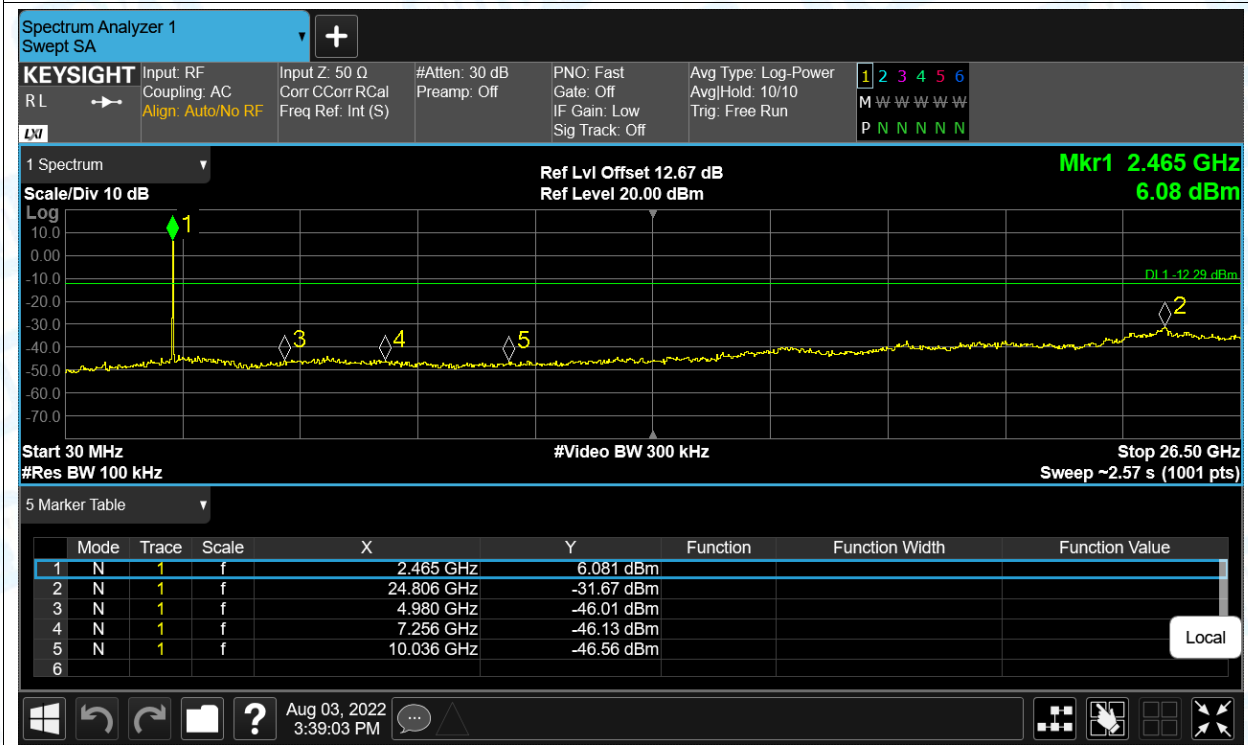 Spectrum Analyzer 1
Swept SA
KEYSIGHT
R L
LXI
Input: RF
Coupling: AC
Align: Auto/No RF
Input Z: 50 Ω
Corr CCorr RCal
Freq Ref: Int (S)
#Atten: 30 dB
Preamp: Off
PNO: Fast
Gate: Off
IF Gain: Low
Sig Track: Off
Avg Type: Log-Power
Avg|Hold: 10/10
Trig: Free Run
1 2 3 4 5 6
M W W W W W
P N N N N N
1 Spectrum
Scale/Div 10 dB
Ref Lvl Offset 12.67 dB
Ref Level 20.00 dBm
Mkr1 2.465 GHz
6.08 dBm
Log
10.0
0.00
-10.0
-20.0
-30.0
-40.0
-50.0
-60.0
-70.0
1
DL1 -12.29 dBm
2
3
4
5
Start 30 MHz
#Res BW 100 kHz
#Video BW 300 kHz
Stop 26.50 GHz
Sweep ~2.57 s (1001 pts)
5 Marker Table
Mode Trace Scale X Y Function Function Width Function Value
1 N 1 f 2.465 GHz 6.081 dBm
2 N 1 f 24.806 GHz -31.67 dBm
3 N 1 f 4.980 GHz -46.01 dBm
4 N 1 f 7.256 GHz -46.13 dBm
5 N 1 f 10.036 GHz -46.56 dBm
6
Local
?
Aug 03, 2022
3:39:03 PM